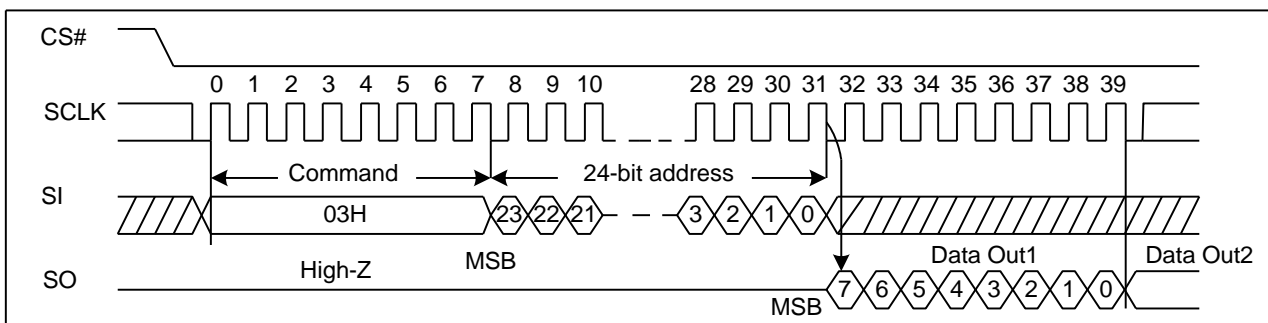 CS#
0 1 2 3 4 5 6 7 8 9 10 28 29 30 31 32 33 34 35 36 37 38 39
SCLK
Command 24-bit address
SI
03H 23 22 21 3 2 1 0
High-Z MSB Data Out1 Data Out2
SO
MSB 7 6 5 4 3 2 1 0